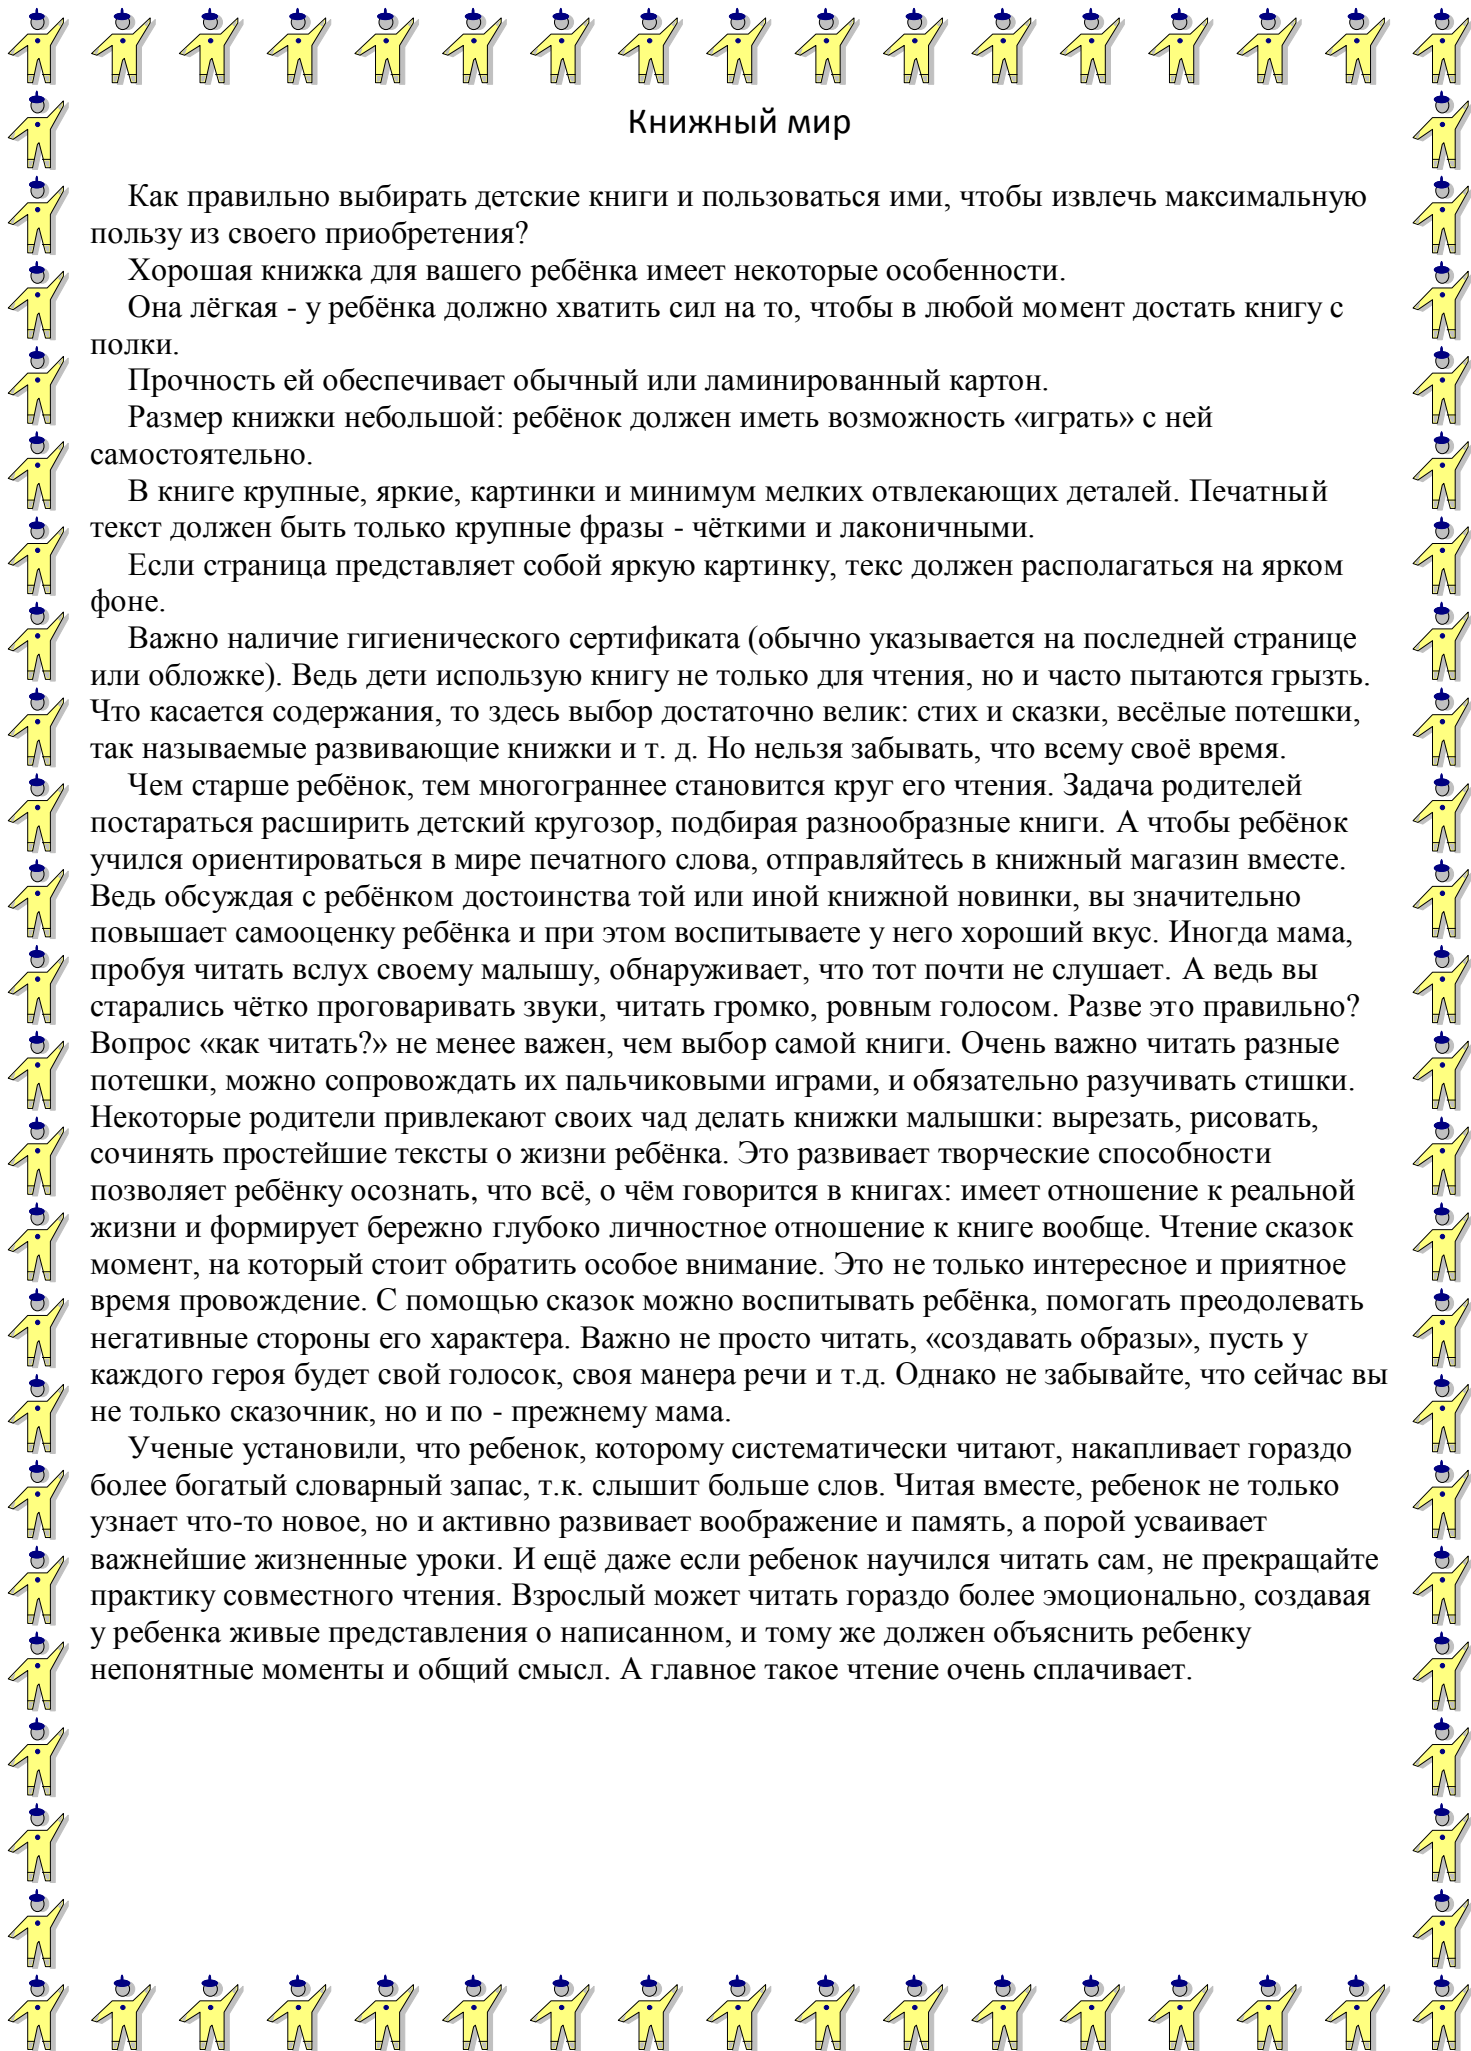 Книжный мир
Как правильно выбирать детские книги и пользоваться ими, чтобы извлечь максимальную
пользу из своего приобретения?
Хорошая книжка для вашего ребёнка имеет некоторые особенности.
Она лёгкая - у ребёнка должно хватить сил на то, чтобы в любой момент достать книгу с
полки.
Прочность ей обеспечивает обычный или ламинированный картон.
Размер книжки небольшой: ребёнок должен иметь возможность «играть» с ней
самостоятельно.
В книге крупные, яркие, картинки и минимум мелких отвлекающих деталей. Печатный
текст должен быть только крупные фразы - чёткими и лаконичными.
Если страница представляет собой яркую картинку, текс должен располагаться на ярком
фоне.
Важно наличие гигиенического сертификата (обычно указывается на последней странице
или обложке). Ведь дети использую книгу не только для чтения, но и часто пытаются грызть.
Что касается содержания, то здесь выбор достаточно велик: стих и сказки, весёлые потешки,
так называемые развивающие книжки и т. д. Но нельзя забывать, что всему своё время.
Чем старше ребёнок, тем многограннее становится круг его чтения. Задача родителей
постараться расширить детский кругозор, подбирая разнообразные книги. А чтобы ребёнок
учился ориентироваться в мире печатного слова, отправляйтесь в книжный магазин вместе.
Ведь обсуждая с ребёнком достоинства той или иной книжной новинки, вы значительно
повышает самооценку ребёнка и при этом воспитываете у него хороший вкус. Иногда мама,
пробуя читать вслух своему малышу, обнаруживает, что тот почти не слушает. А ведь вы
старались чётко проговаривать звуки, читать громко, ровным голосом. Разве это правильно?
Вопрос «как читать?» не менее важен, чем выбор самой книги. Очень важно читать разные
потешки, можно сопровождать их пальчиковыми играми, и обязательно разучивать стишки.
Некоторые родители привлекают своих чад делать книжки малышки: вырезать, рисовать,
сочинять простейшие тексты о жизни ребёнка. Это развивает творческие способности
позволяет ребёнку осознать, что всё, о чём говорится в книгах: имеет отношение к реальной
жизни и формирует бережно глубоко личностное отношение к книге вообще. Чтение сказок
момент, на который стоит обратить особое внимание. Это не только интересное и приятное
время провождение. С помощью сказок можно воспитывать ребёнка, помогать преодолевать
негативные стороны его характера. Важно не просто читать, «создавать образы», пусть у
каждого героя будет свой голосок, своя манера речи и т.д. Однако не забывайте, что сейчас вы
не только сказочник, но и по - прежнему мама.
Ученые установили, что ребенок, которому систематически читают, накапливает гораздо
более богатый словарный запас, т.к. слышит больше слов. Читая вместе, ребенок не только
узнает что-то новое, но и активно развивает воображение и память, а порой усваивает
важнейшие жизненные уроки. И ещё даже если ребенок научился читать сам, не прекращайте
практику совместного чтения. Взрослый может читать гораздо более эмоционально, создавая
у ребенка живые представления о написанном, и тому же должен объяснить ребенку
непонятные моменты и общий смысл. А главное такое чтение очень сплачивает.